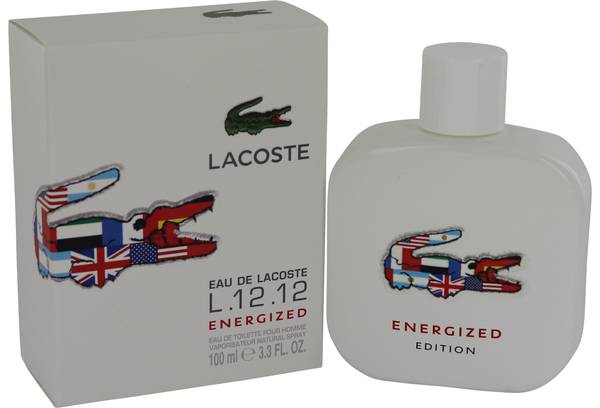 LACOSTE
EAU DE LACOSTE
L.12.12
ENERGIZED
EAU DE TOILETTE POUR HOMME
VAPORISATEUR NATURAL SPRAY
100 ml ℮ 3.3 FL. OZ.
ENERGIZED
EDITION